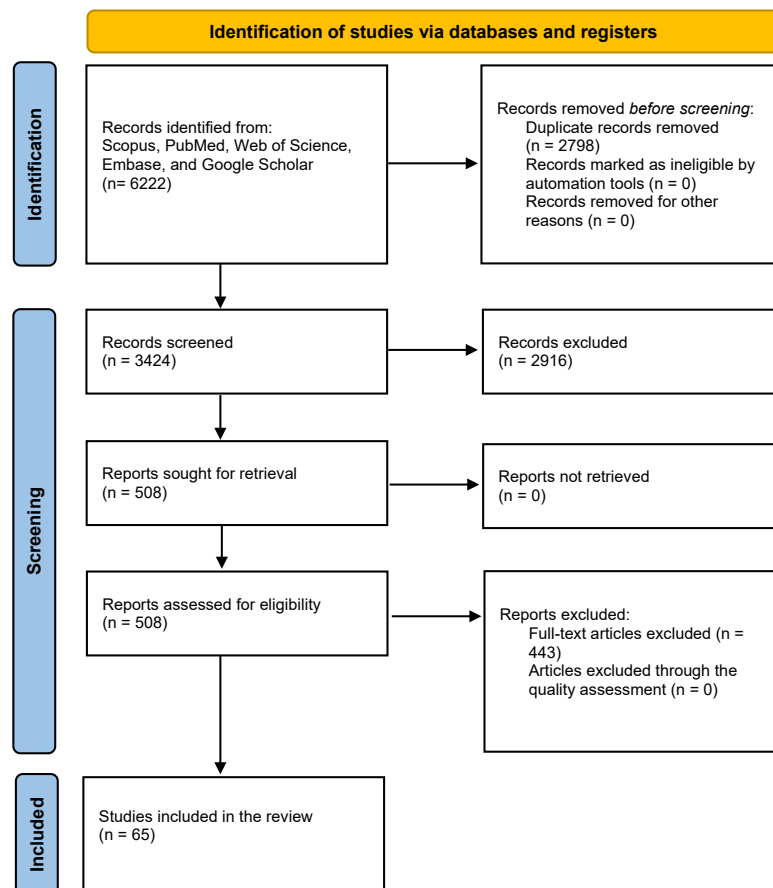 Identification of studies via databases and registers
Identification
Records identified from:
Scopus, PubMed, Web of Science,
Embase, and Google Scholar
(n= 6222)
Records removed before screening:
Duplicate records removed
(n = 2798)
Records marked as ineligible by
automation tools (n = 0)
Records removed for other
reasons (n = 0)
Screening
Records screened
(n = 3424)
Records excluded
(n = 2916)
Reports sought for retrieval
(n = 508)
Reports not retrieved
(n = 0)
Reports assessed for eligibility
(n = 508)
Reports excluded:
Full-text articles excluded (n =
443)
Articles excluded through the
quality assessment (n = 0)
Included
Studies included in the review
(n = 65)